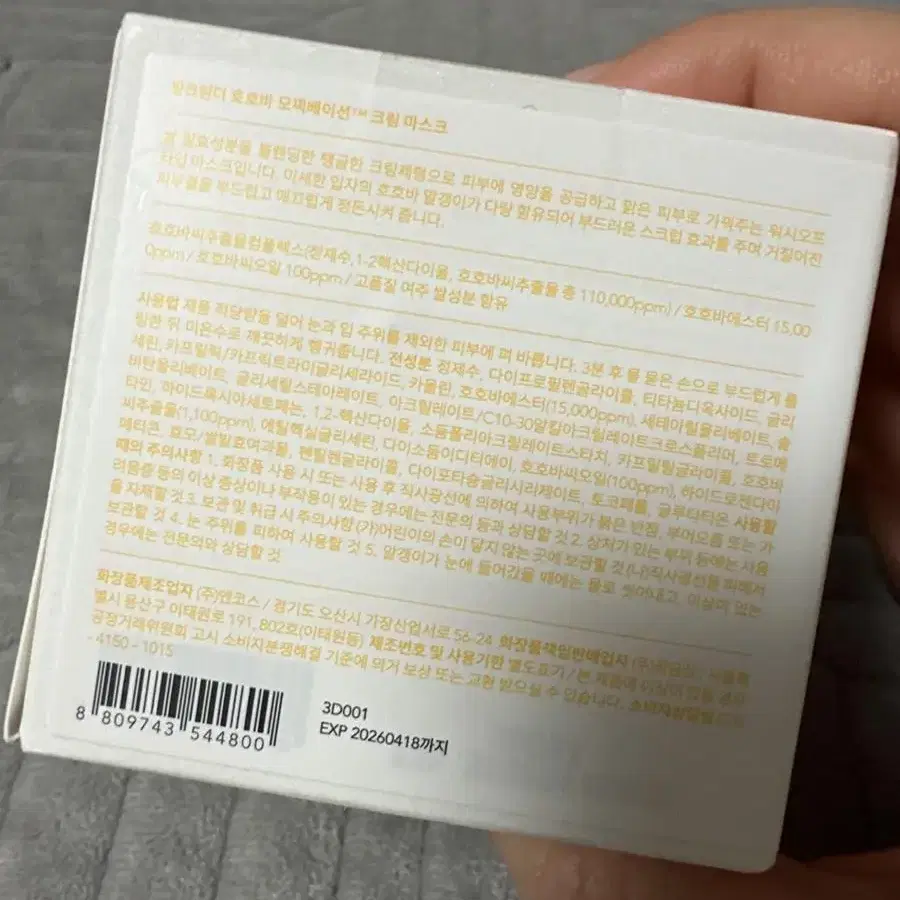 호호바 모찌베이션™ 크림 마스크
꿀 발효성분을 블렌딩한 탱글한 크림제형으로 피부에 영양을 공급하고 맑은 피부로 가꿔주는 워시오프
타입 마스크입니다. 미세한 입자의 호호바 알갱이가 다량 함유되어 부드러운 스크럽 효과를 주며 거칠어진
피부결을 부드럽고 매끄럽게 정돈시켜 줍니다.
호호바씨추출물컴플렉스(정제수,1-2헥산다이올, 호호바씨추출물 총 110,000ppm) / 호호바에스터 15,00
0ppm / 호호바씨오일 100ppm / 고품질 여주 쌀성분 함유
사용법 제품 적당량을 덜어 눈과 입 주위를 제외한 피부에 펴 바릅니다. 3분 후 물 묻은 손으로 부드럽게 롤
링한 뒤 미온수로 깨끗하게 헹궈줍니다. 전성분 정제수, 다이프로필렌글라이콜, 티타늄디옥사이드, 글리
세린, 카프릴릭/카프릭트라이글리세라이드, 카올린, 호호바에스터(15,000ppm), 세테아릴올리베이트, 솔
비탄올리베이트, 글리세릴스테아레이트, 아크릴레이트/C10-30알킬아크릴레이트크로스폴리머, 트로메
타민, 하이드록시아세토페논, 1,2-헥산다이올, 소듐폴리아크릴레이트스타치, 카프릴릴글라이콜, 호호바
씨추출물(1,100ppm), 에틸헥실글리세린, 다이소듐이디티에이, 호호바씨오일(100ppm), 하이드로젠다이
메티콘, 효모/쌀발효여과물, 펜틸렌글라이콜, 다이포타슘글리시리제이트, 토코페롤, 글루타티온 사용할
때의 주의사항 1. 화장품 사용 시 또는 사용 후 직사광선에 의하여 사용부위가 붉은 반점, 부어오름 또는 가
려움증 등의 이상 증상이나 부작용이 있는 경우에는 전문의 등과 상담할 것 2. 상처가 있는 부위 등에는 사용
을 자제할 것 3. 보관 및 취급 시 주의사항 (가)어린이의 손이 닿지 않는 곳에 보관할 것 (나)직사광선을 피해서
보관할 것 4. 눈 주위를 피하여 사용할 것 5. 알갱이가 눈에 들어갔을 때에는 물로 씻어내고, 이상이 있는
경우에는 전문의와 상담할 것
화장품제조업자 (주)엔코스 / 경기도 오산시 가장산업서로 56-24 화장품책임판매업자 서울특
별시 용산구 이태원로 191, 802호(이태원동) 제조번호 및 사용기한 별도표기 / 본 제품에 이상이 있을 경우
공정거래위원회 고시 소비자분쟁해결 기준에 의거 보상 또는 교환 받으실 수 있습니다. 소비자상담실
- 4150 - 1015
8 809743 544800
3D001
EXP 20260418까지